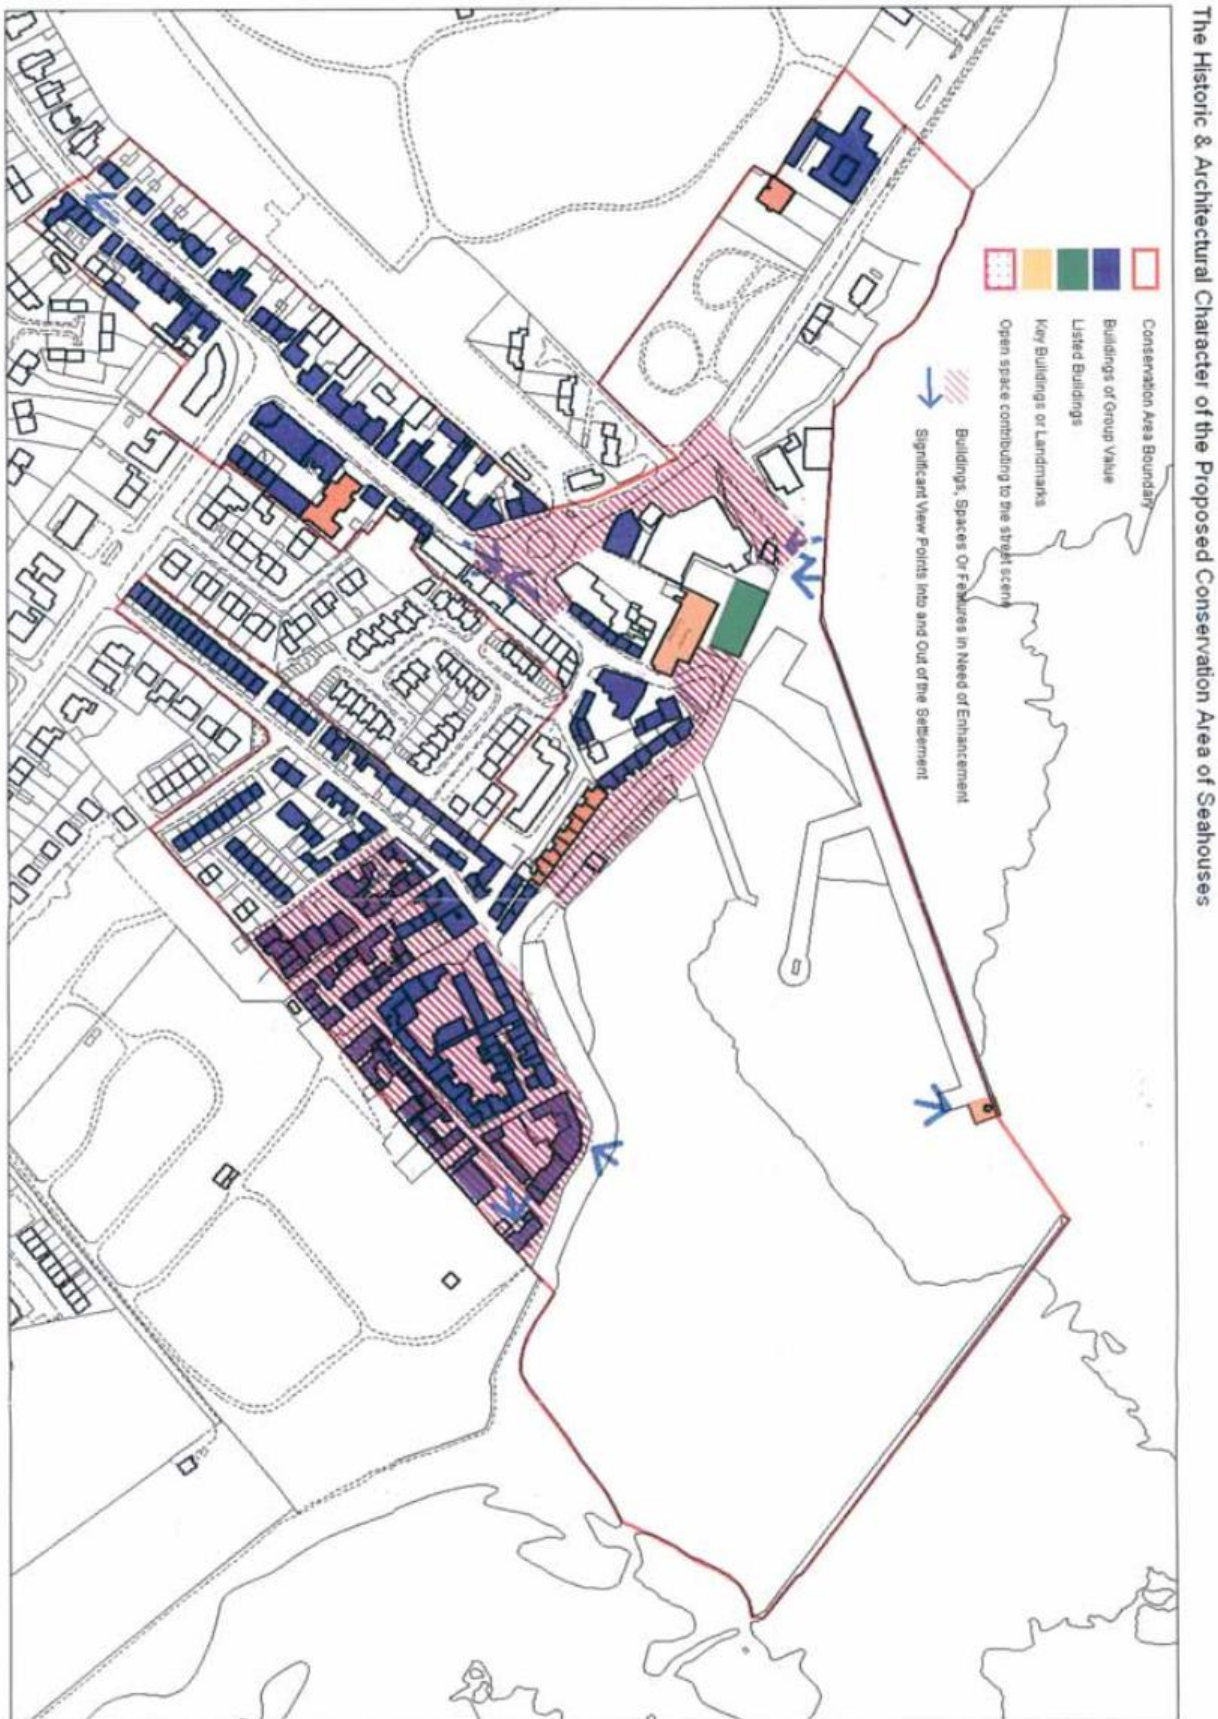 The Historic & Architectural Character of the Proposed Conservation Area of Seahouses
Conservation Area Boundary
Buildings of Group Value
Listed Buildings
Key Buildings or Landmarks
Open space contributing to the street scene
Buildings, Spaces Or Features in Need of Enhancement
Significant View Points Into and Out of the Settlement